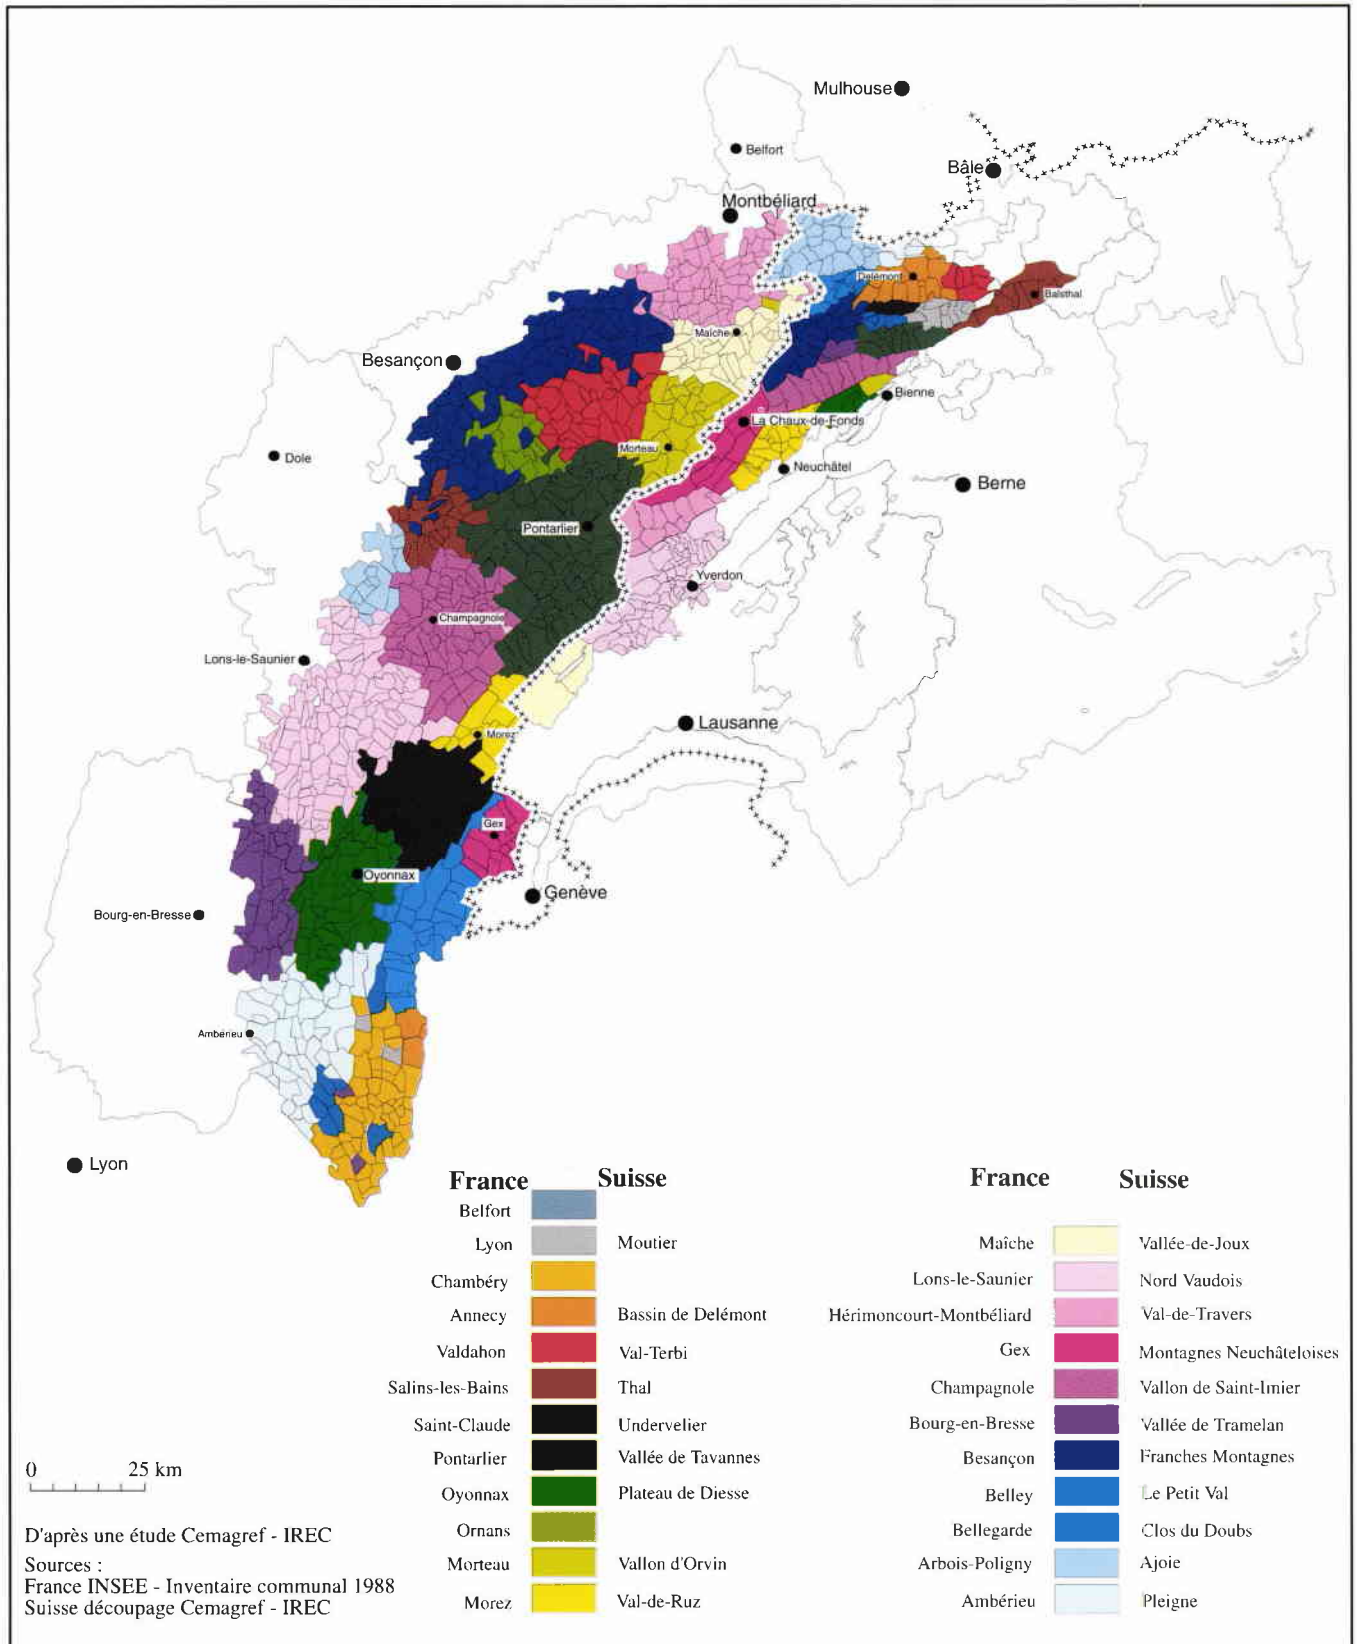 Mulhouse
Belfort
Bâle
Montbéliard
Delémont
Balsthal
Maîche
Besançon
Bienne
La Chaux-de-Fonds
Morteau
Dole
Neuchâtel
Berne
Pontarlier
Yverdon
Champagnole
Lons-le-Saunier
Lausanne
Morez
Gex
Oyonnax
Genève
Bourg-en-Bresse
Ambérieu
Lyon
France Suisse
Belfort
Lyon Moutier
Chambéry
Annecy Bassin de Delémont
Valdahon Val-Terbi
Salins-les-Bains Thal
Saint-Claude Undervelier
Pontarlier Vallée de Tavannes
Oyonnax Plateau de Diesse
Ornans
Morteau Vallon d'Orvin
Morez Val-de-Ruz
France Suisse
Maîche Vallée-de-Joux
Lons-le-Saunier Nord Vaudois
Hérimoncourt-Montbéliard Val-de-Travers
Gex Montagnes Neuchâteloises
Champagnole Vallon de Saint-Imier
Bourg-en-Bresse Vallée de Tramelan
Besançon Franches Montagnes
Belley Le Petit Val
Bellegarde Clos du Doubs
Arbois-Poligny Ajoie
Ambérieu Pleigne
0 25 km
D'après une étude Cemagref - IREC
Sources :
France INSEE - Inventaire communal 1988
Suisse découpage Cemagref - IREC